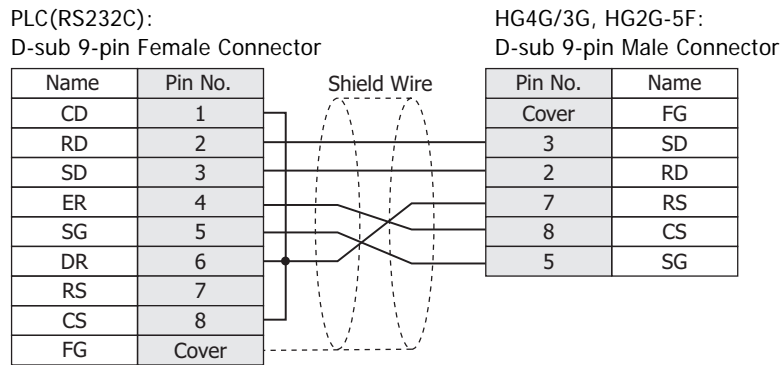 PLC(RS232C):
D-sub 9-pin Female Connector
HG4G/3G, HG2G-5F:
D-sub 9-pin Male Connector
Name Pin No. Shield Wire Pin No. Name
CD 1 Cover FG
RD 2 3 SD
SD 3 2 RD
ER 4 7 RS
SG 5 8 CS
DR 6 5 SG
RS 7
CS 8
FG Cover